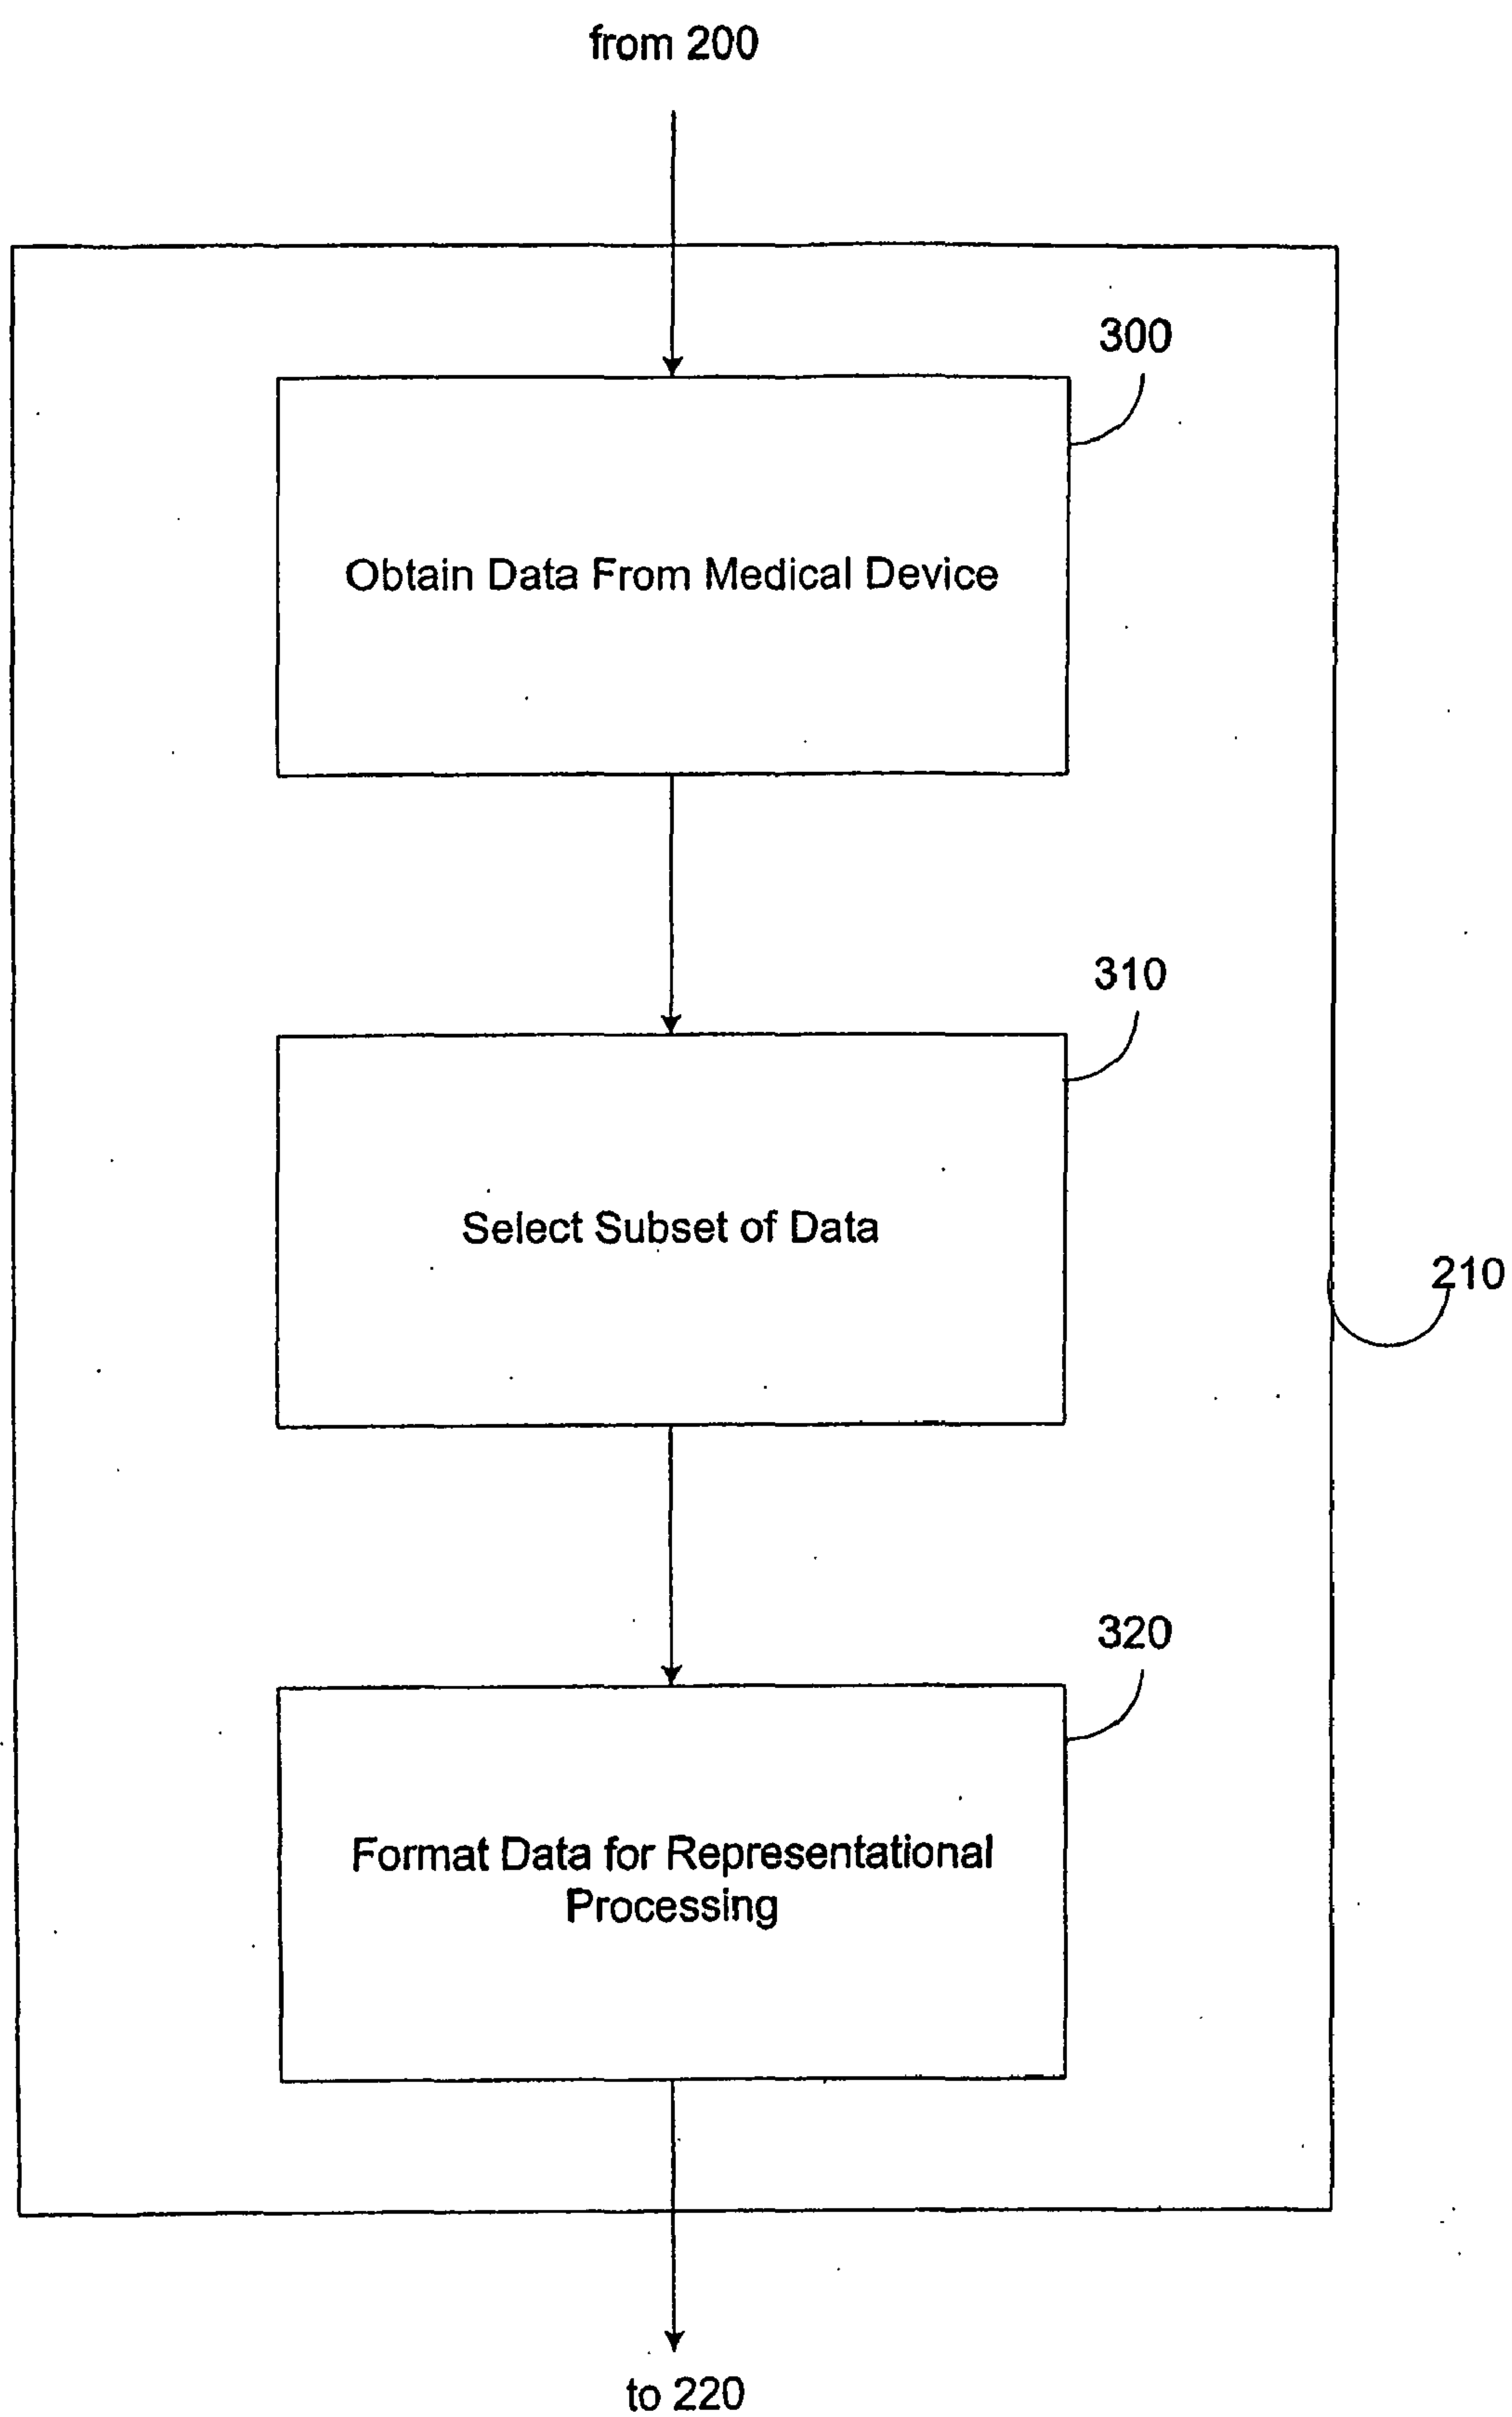 from 200
300
Obtain Data From Medical Device
310
Select Subset of Data
210
320
Format Data for Representational
Processing
to 220